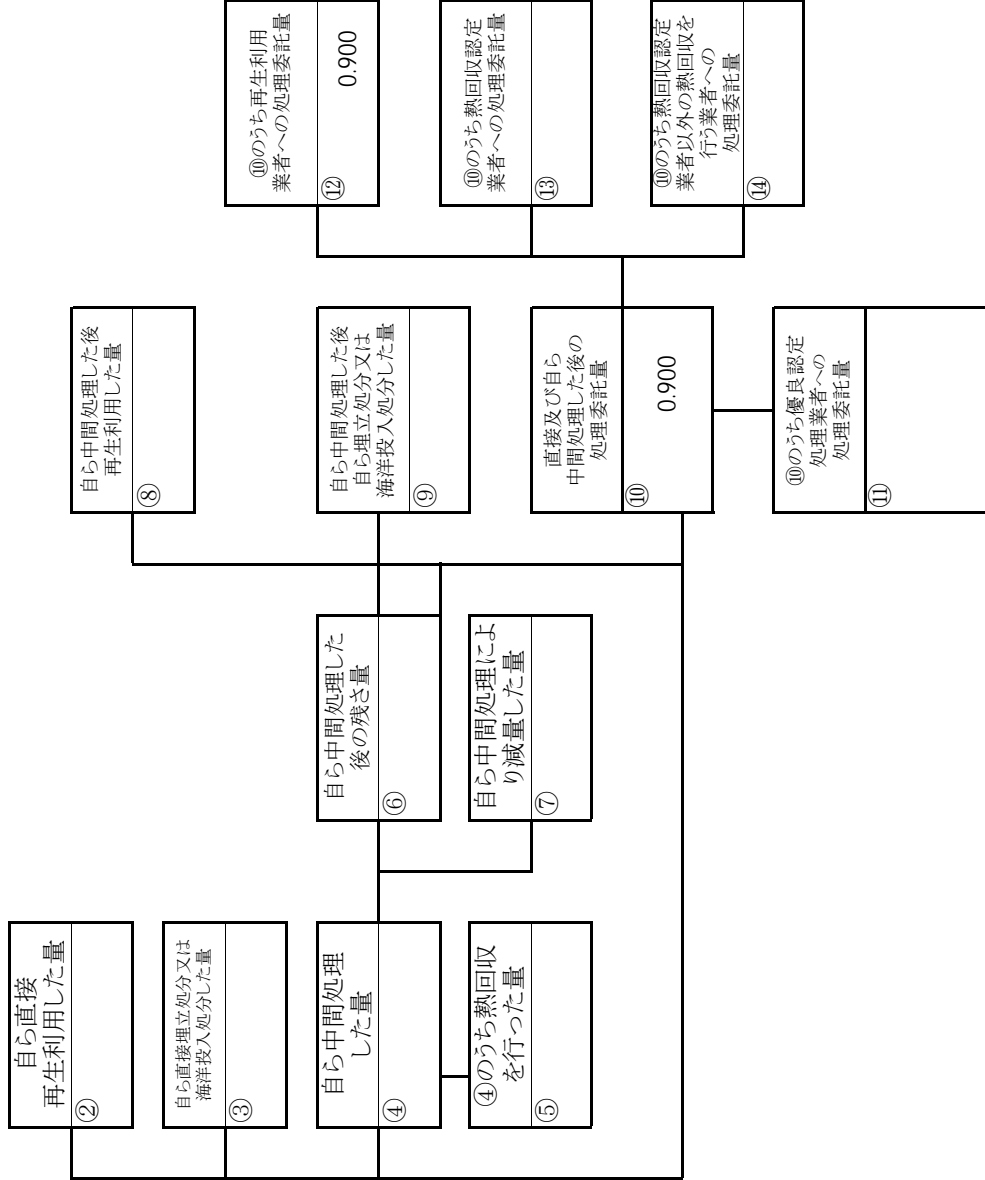 自ら直接
再生利用した量
②
自ら直接埋立処分又は
海洋投入処分した量
③
自ら中間処理
した量
④
④のうち熱回収
を行った量
⑤
自ら中間処理した
後の残さ量
⑥
自ら中間処理によ
り減量した量
⑦
自ら中間処理した後
再生利用した量
⑧
自ら中間処理した後
自ら埋立処分又は
海洋投入処分した量
⑨
直接及び自ら
中間処理した後の
処理委託量
⑩
0.900
⑩のうち優良認定
処理業者への
処理委託量
⑪
⑩のうち再生利用
業者への処理委託量
⑫
0.900
⑩のうち熱回収認定
業者への処理委託量
⑬
⑩のうち熱回収認定
業者以外の熱回収を
行う業者への
処理委託量
⑭